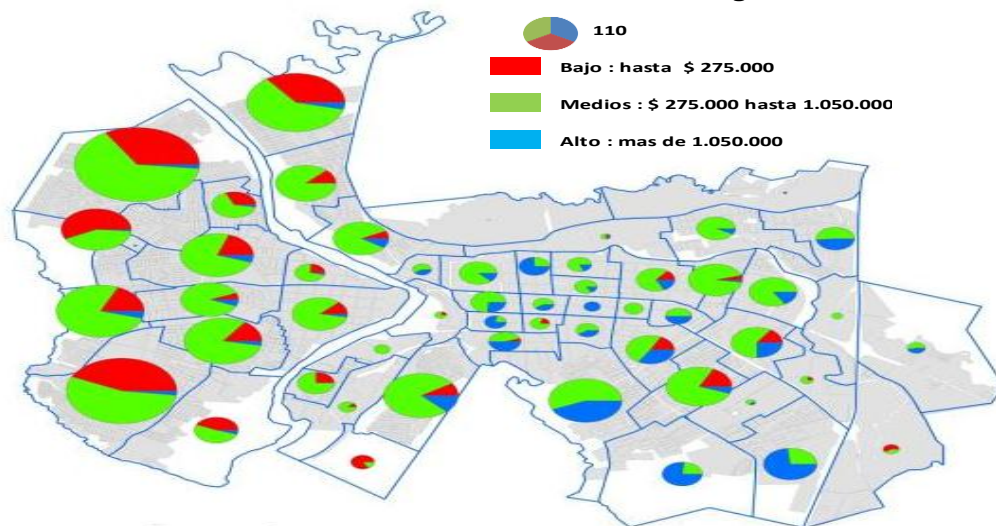 110
Bajo : hasta $ 275.000
Medios : $ 275.000 hasta 1.050.000
Alto : mas de 1.050.000